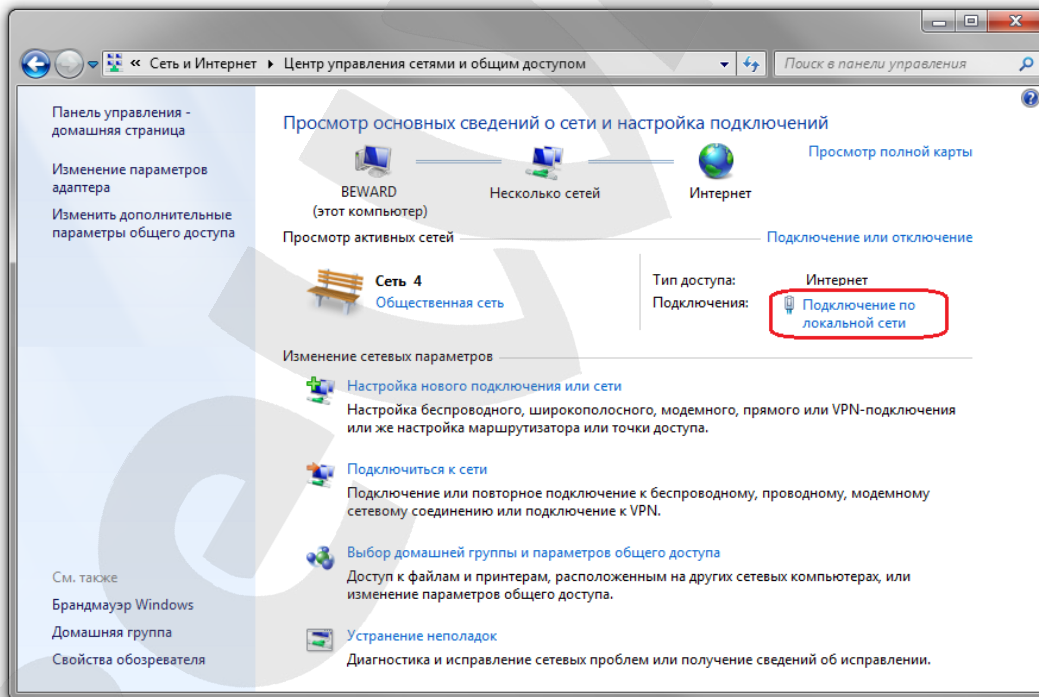 « Сеть и Интернет ▸ Центр управления сетями и общим доступом
Поиск в панели управления
Панель управления -
домашняя страница
Изменение параметров
адаптера
Изменить дополнительные
параметры общего доступа
Просмотр основных сведений о сети и настройка подключений
Просмотр полной карты
BEWARD
(этот компьютер)
Несколько сетей
Интернет
Просмотр активных сетей
Подключение или отключение
Сеть 4
Общественная сеть
Тип доступа: Интернет
Подключения: Подключение по
локальной сети
Изменение сетевых параметров
Настройка нового подключения или сети
Настройка беспроводного, широкополосного, модемного, прямого или VPN-подключения
или же настройка маршрутизатора или точки доступа.
Подключиться к сети
Подключение или повторное подключение к беспроводному, проводному, модемному
сетевому соединению или подключение к VPN.
Выбор домашней группы и параметров общего доступа
Доступ к файлам и принтерам, расположенным на других сетевых компьютерах, или
изменение параметров общего доступа.
Устранение неполадок
Диагностика и исправление сетевых проблем или получение сведений об исправлении.
См. также
Брандмауэр Windows
Домашняя группа
Свойства обозревателя